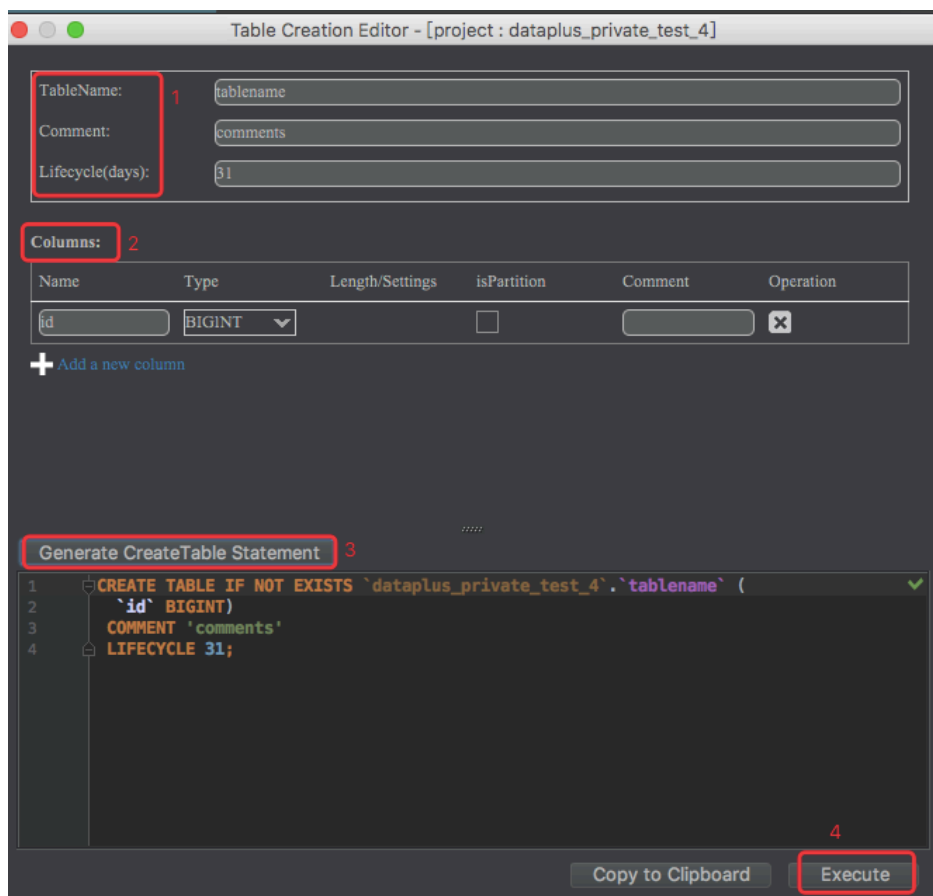 Table Creation Editor - [project : dataplus_private_test_4]
TableName:
1
tablename
Comment:
comments
Lifecycle(days):
31
Columns:
2
Name Type Length/Settings isPartition Comment Operation
id BIGINT
Add a new column
Generate CreateTable Statement
3
1 CREATE TABLE IF NOT EXISTS `dataplus_private_test_4`.`tablename` (
2 `id` BIGINT)
3 COMMENT 'comments'
4 LIFECYCLE 31;
4
Copy to Clipboard Execute